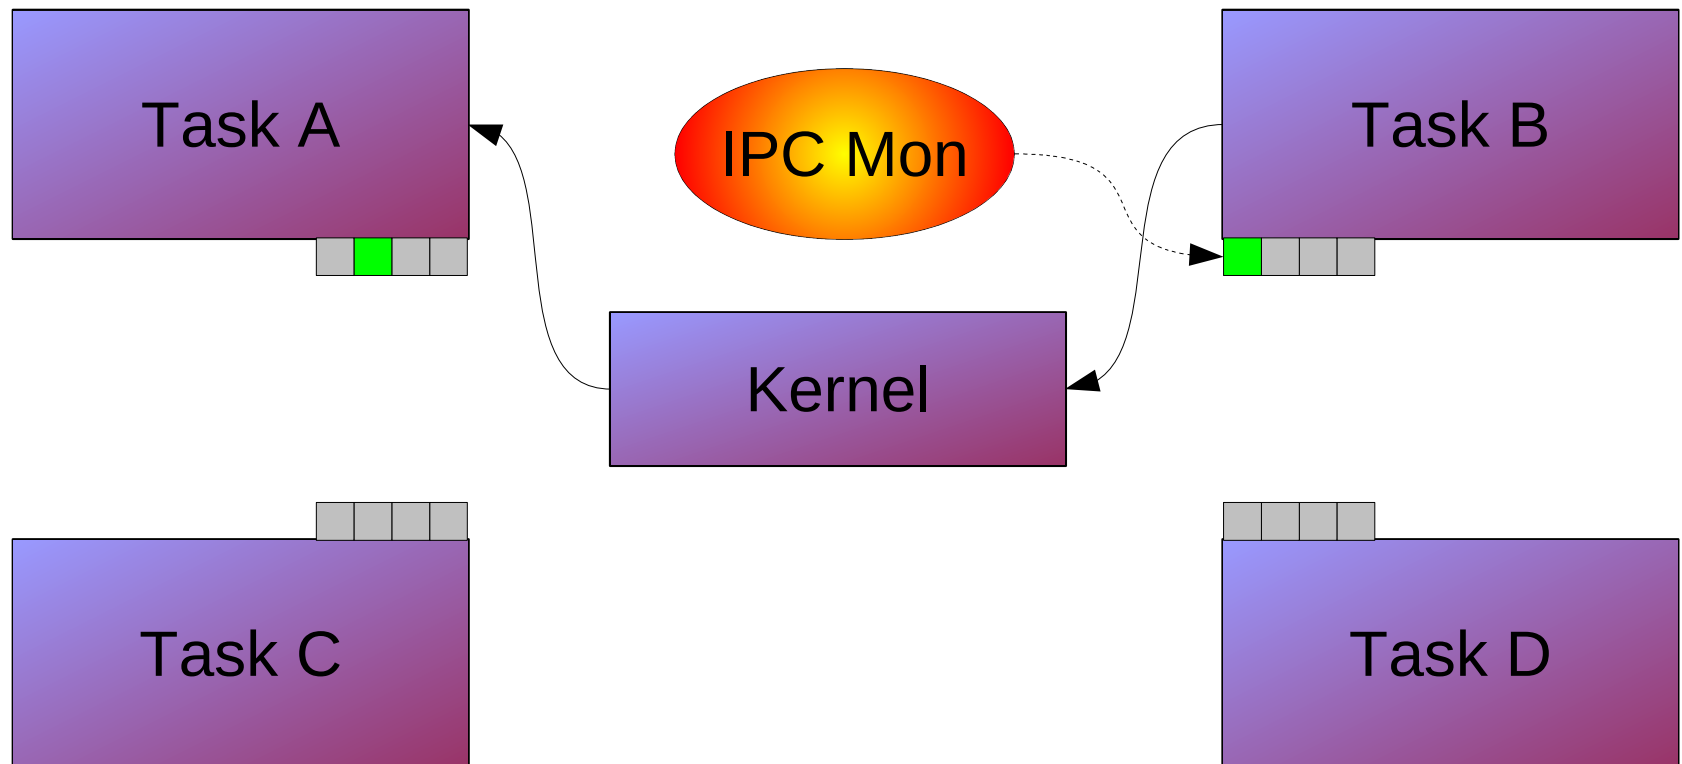 Task A
IPC Mon
Task B
Kernel
Task C
Task D